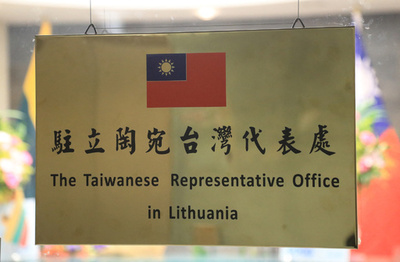 駐立陶宛台灣代表處
The Taiwanese Representative Office
in Lithuania